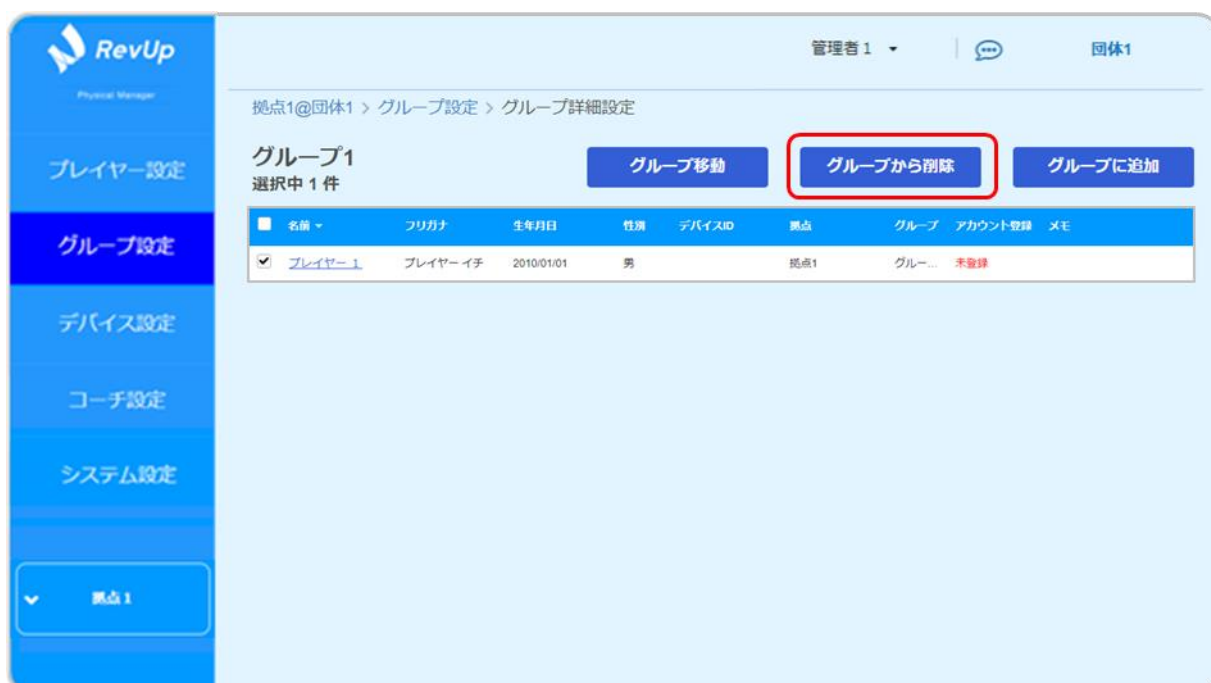 RevUp
Physical Manager
管理者1
団体1
拠点1@団体1 > グループ設定 > グループ詳細設定
プレイヤー設定
グループ設定
デバイス設定
コーチ設定
システム設定
拠点1
グループ1
選択中 1 件
グループ移動
グループから削除
グループに追加
名前 フリガナ 生年月日 性別 デバイスID 拠点 グループ アカウント登録 メモ
プレイヤー 1 プレイヤー イチ 2010/01/01 男 拠点1 グルー... 未登録